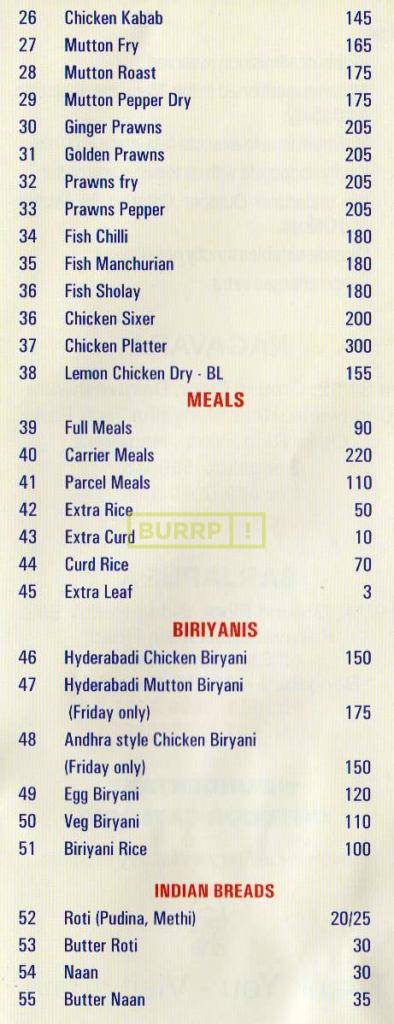 26 Chicken Kabab 145
27 Mutton Fry 165
28 Mutton Roast 175
29 Mutton Pepper Dry 175
30 Ginger Prawns 205
31 Golden Prawns 205
32 Prawns fry 205
33 Prawns Pepper 205
34 Fish Chilli 180
35 Fish Manchurian 180
36 Fish Sholay 180
36 Chicken Sixer 200
37 Chicken Platter 300
38 Lemon Chicken Dry - BL 155
MEALS
39 Full Meals 90
40 Carrier Meals 220
41 Parcel Meals 110
42 Extra Rice 50
BURRP !
43 Extra Curd 10
44 Curd Rice 70
45 Extra Leaf 3
BIRIYANIS
46 Hyderabadi Chicken Biryani 150
47 Hyderabadi Mutton Biryani
(Friday only) 175
48 Andhra style Chicken Biryani
(Friday only) 150
49 Egg Biryani 120
50 Veg Biryani 110
51 Biriyani Rice 100
INDIAN BREADS
52 Roti (Pudina, Methi) 20/25
53 Butter Roti 30
54 Naan 30
55 Butter Naan 35